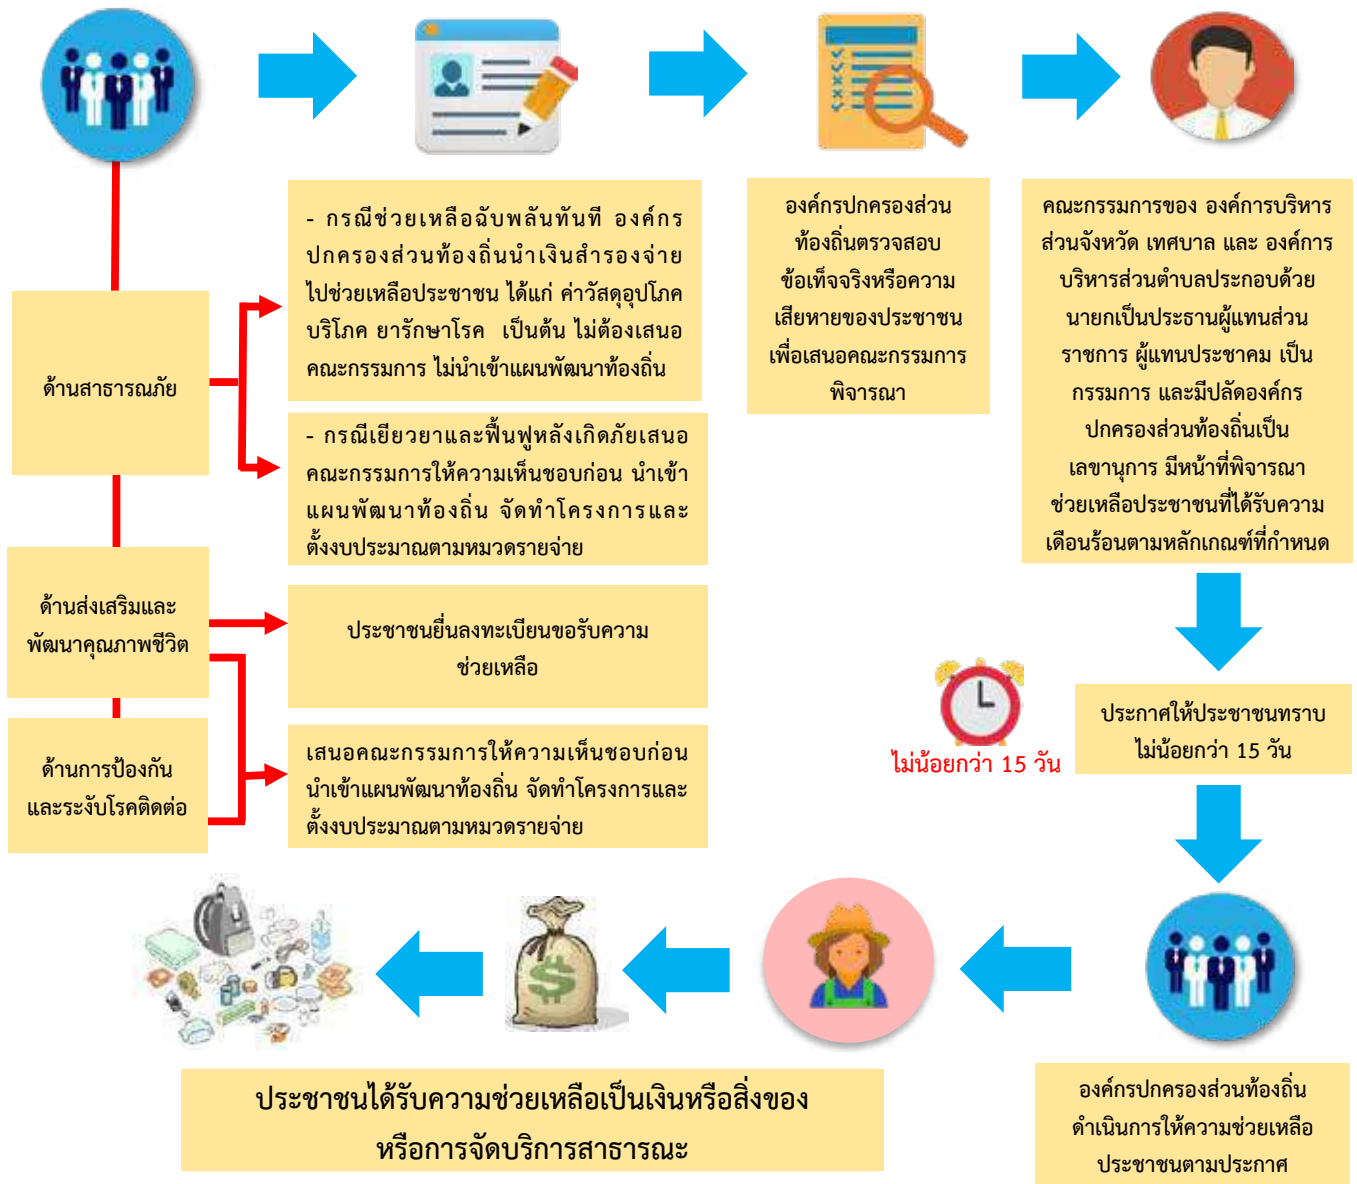 - กรณีช่วยเหลือฉับพลันทันที องค์กร
ปกครองส่วนท้องถิ่นนำเงินสำรองจ่าย
ไปช่วยเหลือประชาชน ได้แก่ ค่าวัสดุอุปโภค
บริโภค ยารักษาโรค เป็นต้น ไม่ต้องเสนอ
คณะกรรมการ ไม่นำเข้าแผนพัฒนาท้องถิ่น
องค์กรปกครองส่วน
ท้องถิ่นตรวจสอบ
ข้อเท็จจริงหรือความ
เสียหายของประชาชน
เพื่อเสนอคณะกรรมการ
พิจารณา
คณะกรรมการของ องค์การบริหาร
ส่วนจังหวัด เทศบาล และ องค์การ
บริหารส่วนตำบลประกอบด้วย
นายกเป็นประธานผู้แทนส่วน
ราชการ ผู้แทนประชาคม เป็น
กรรมการ และมีปลัดองค์กร
ปกครองส่วนท้องถิ่นเป็น
เลขานุการ มีหน้าที่พิจารณา
ช่วยเหลือประชาชนที่ได้รับความ
เดือนร้อนตามหลักเกณฑ์ที่กำหนด
ด้านสาธารณภัย
- กรณีเยียวยาและฟื้นฟูหลังเกิดภัยเสนอ
คณะกรรมการให้ความเห็นชอบก่อน นำเข้า
แผนพัฒนาท้องถิ่น จัดทำโครงการและ
ตั้งงบประมาณตามหมวดรายจ่าย
ด้านส่งเสริมและ
พัฒนาคุณภาพชีวิต
ประชาชนยื่นลงทะเบียนขอรับความ
ช่วยเหลือ
ด้านการป้องกัน
และระงับโรคติดต่อ
เสนอคณะกรรมการให้ความเห็นชอบก่อน
นำเข้าแผนพัฒนาท้องถิ่น จัดทำโครงการและ
ตั้งงบประมาณตามหมวดรายจ่าย
ไม่น้อยกว่า 15 วัน
ประกาศให้ประชาชนทราบ
ไม่น้อยกว่า 15 วัน
$
องค์กรปกครองส่วนท้องถิ่น
ดำเนินการให้ความช่วยเหลือ
ประชาชนตามประกาศ
ประชาชนได้รับความช่วยเหลือเป็นเงินหรือสิ่งของ
หรือการจัดบริการสาธารณะ